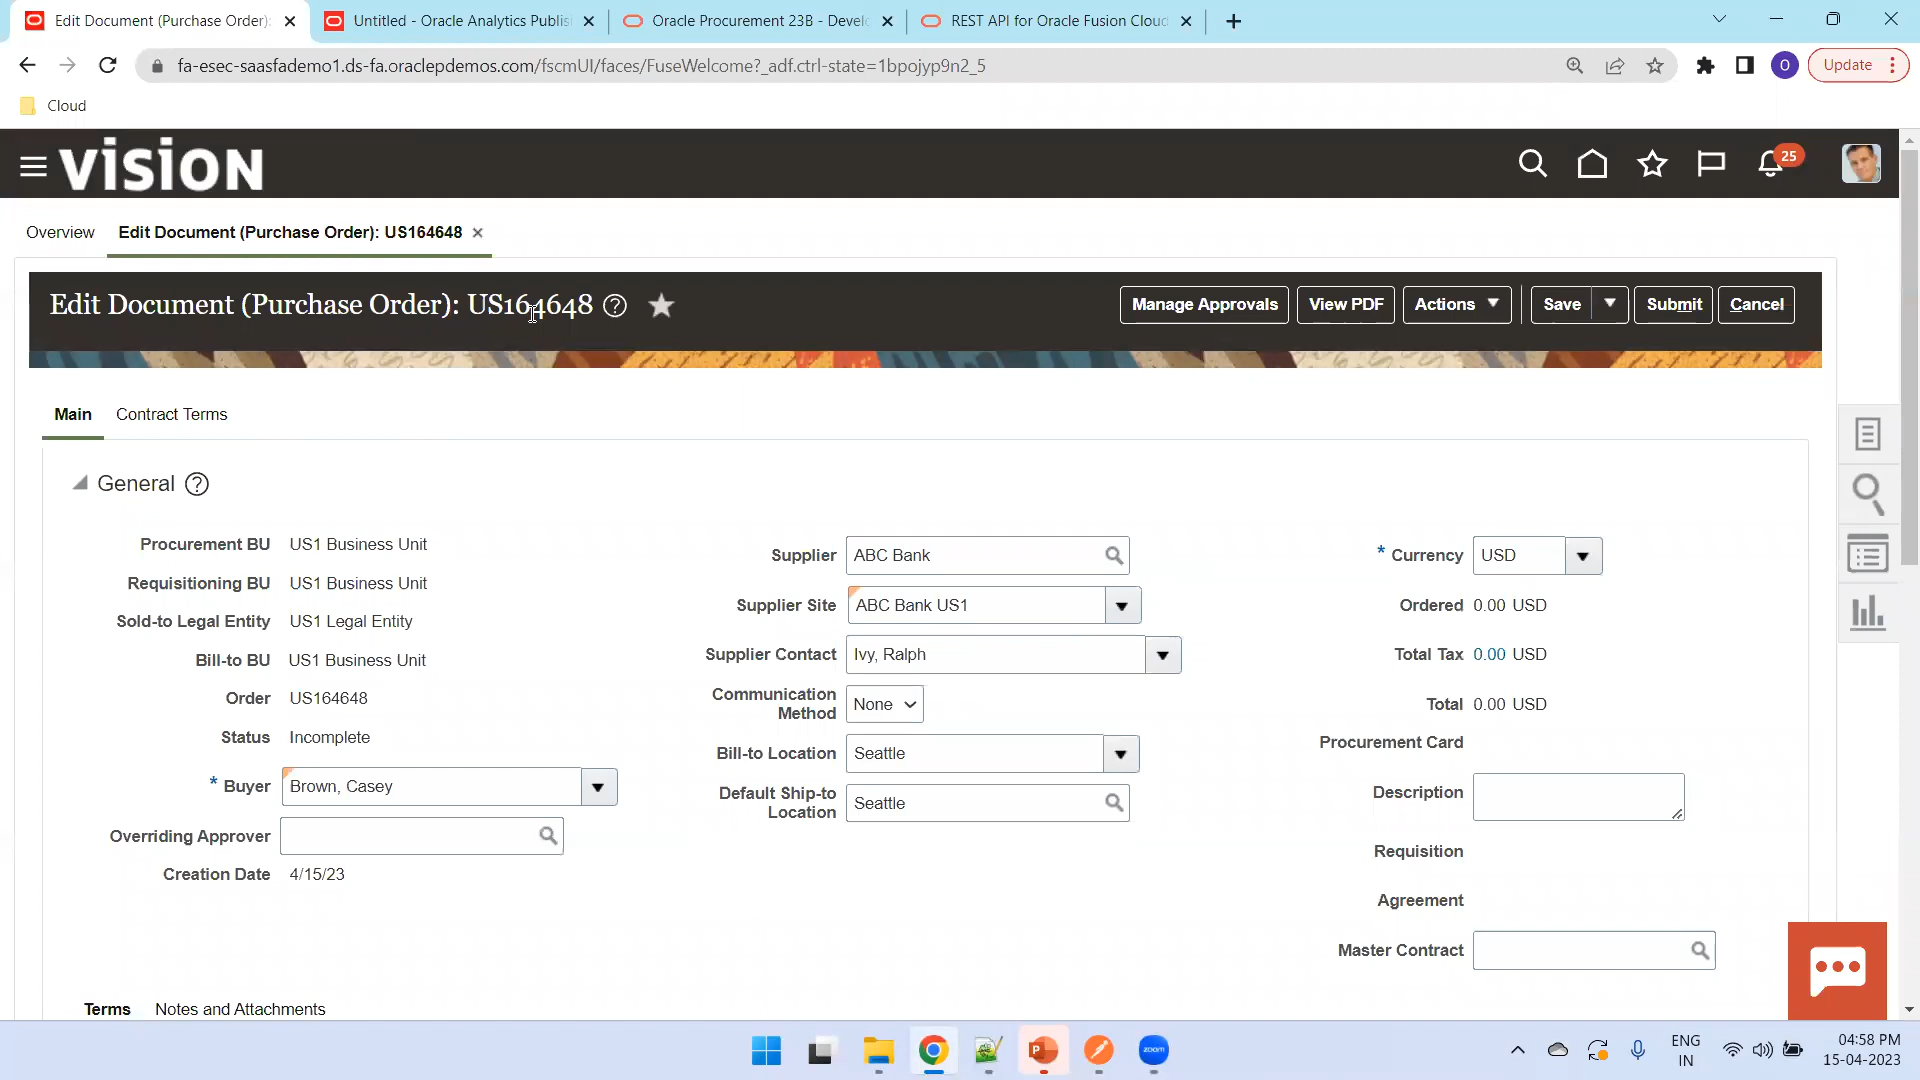 Edit Document (Purchase Order):
Untitled - Oracle Analytics Publis
Oracle Procurement 23B - Devel
REST API for Oracle Fusion Cloud
fa-esec-saasfademo1.ds-fa.oraclepdemos.com/fscmUI/faces/FuseWelcome?_adf.ctrl-state=1bpojyp9n2_5
O
Update
Cloud
VISION
25
Overview
Edit Document (Purchase Order): US164648
Edit Document (Purchase Order): US164648
Manage Approvals
View PDF
Actions
Save
Submit
Cancel
Main
Contract Terms
General
Procurement BU US1 Business Unit
Requisitioning BU US1 Business Unit
Sold-to Legal Entity US1 Legal Entity
Bill-to BU US1 Business Unit
Order US164648
Status Incomplete
* Buyer Brown, Casey
Overriding Approver
Creation Date 4/15/23
Supplier ABC Bank
Supplier Site ABC Bank US1
Supplier Contact Ivy, Ralph
Communication
Method None
Bill-to Location Seattle
Default Ship-to
Location Seattle
* Currency USD
Ordered 0.00 USD
Total Tax 0.00 USD
Total 0.00 USD
Procurement Card
Description
Requisition
Agreement
Master Contract
Terms
Notes and Attachments
zoom
ENG
IN
04:58 PM
15-04-2023